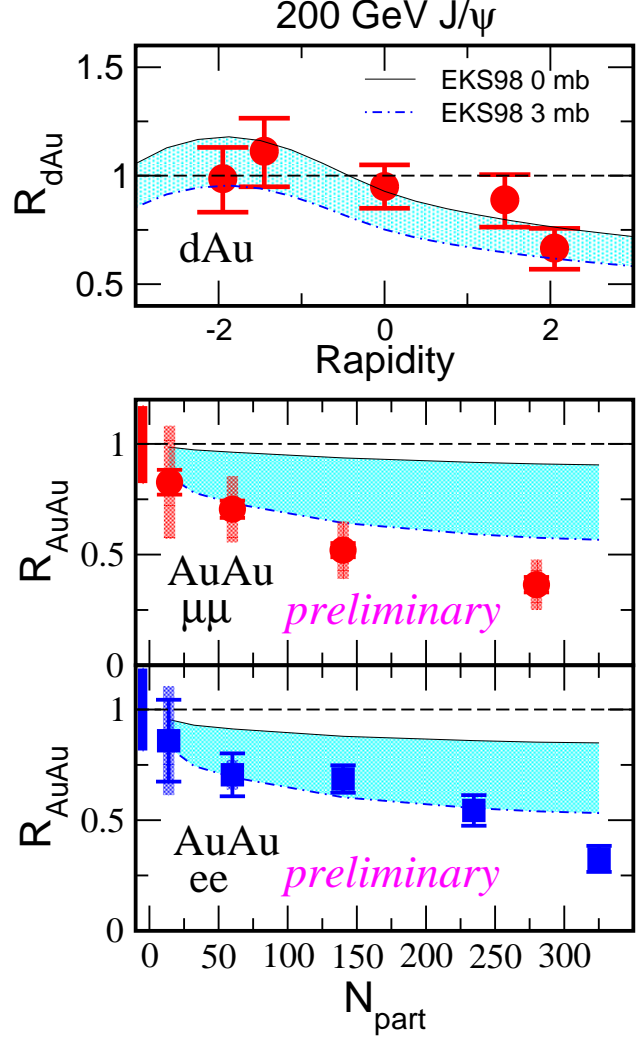 200 GeV J/ψ
1.5
1
0.5
R_dAu
EKS98 0 mb
EKS98 3 mb
dAu
-2 0 2
Rapidity
1
0.5
0
R_AuAu
AuAu
μμ
preliminary
1
0.5
0
R_AuAu
AuAu
ee
preliminary
0 50 100 150 200 250 300
N_part